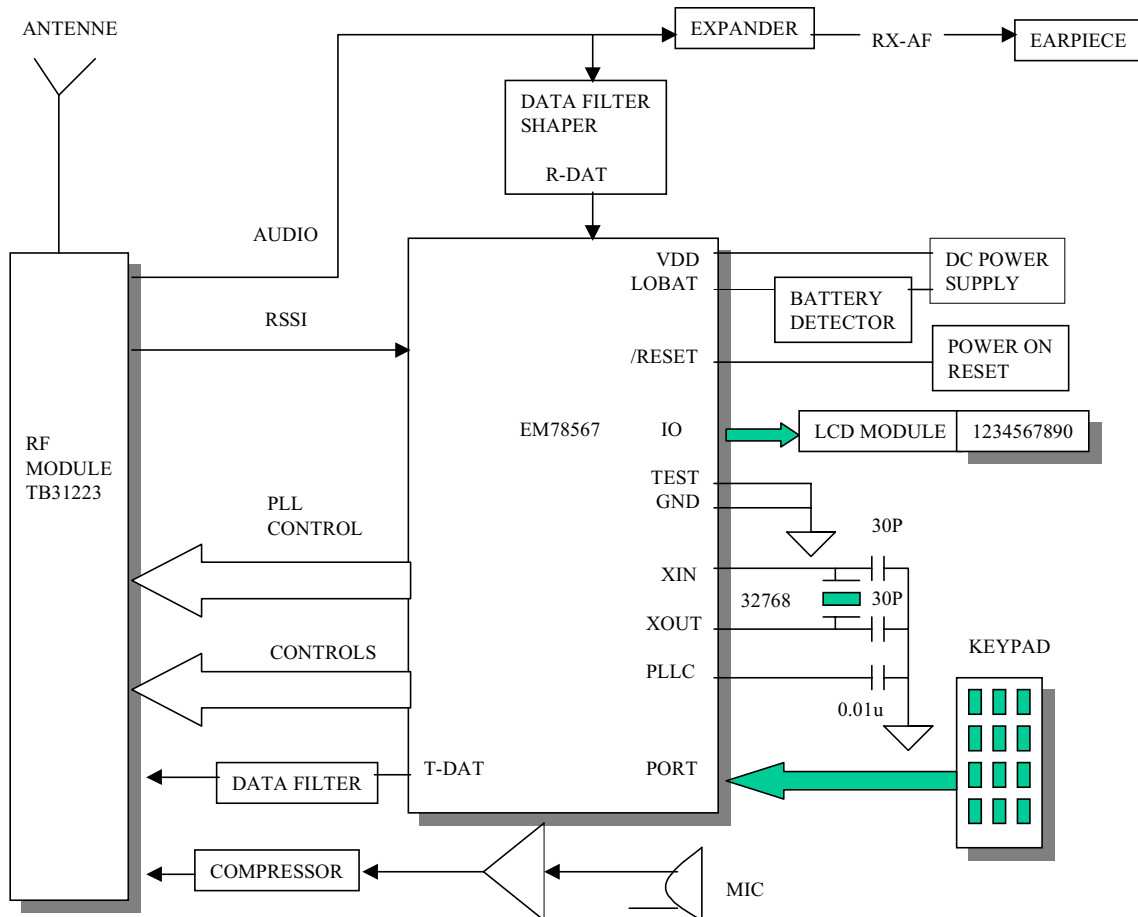 ANTENNE
EXPANDER
RX-AF
EARPIECE
DATA FILTER
SHAPER
R-DAT
AUDIO
VDD
LOBAT
DC POWER
SUPPLY
BATTERY
DETECTOR
RSSI
/RESET
POWER ON
RESET
RF
MODULE
TB31223
EM78567
IO
LCD MODULE
1234567890
TEST
GND
PLL
CONTROL
30P
XIN
32768
30P
XOUT
CONTROLS
KEYPAD
PLLC
0.01u
T-DAT
PORT
DATA FILTER
COMPRESSOR
MIC